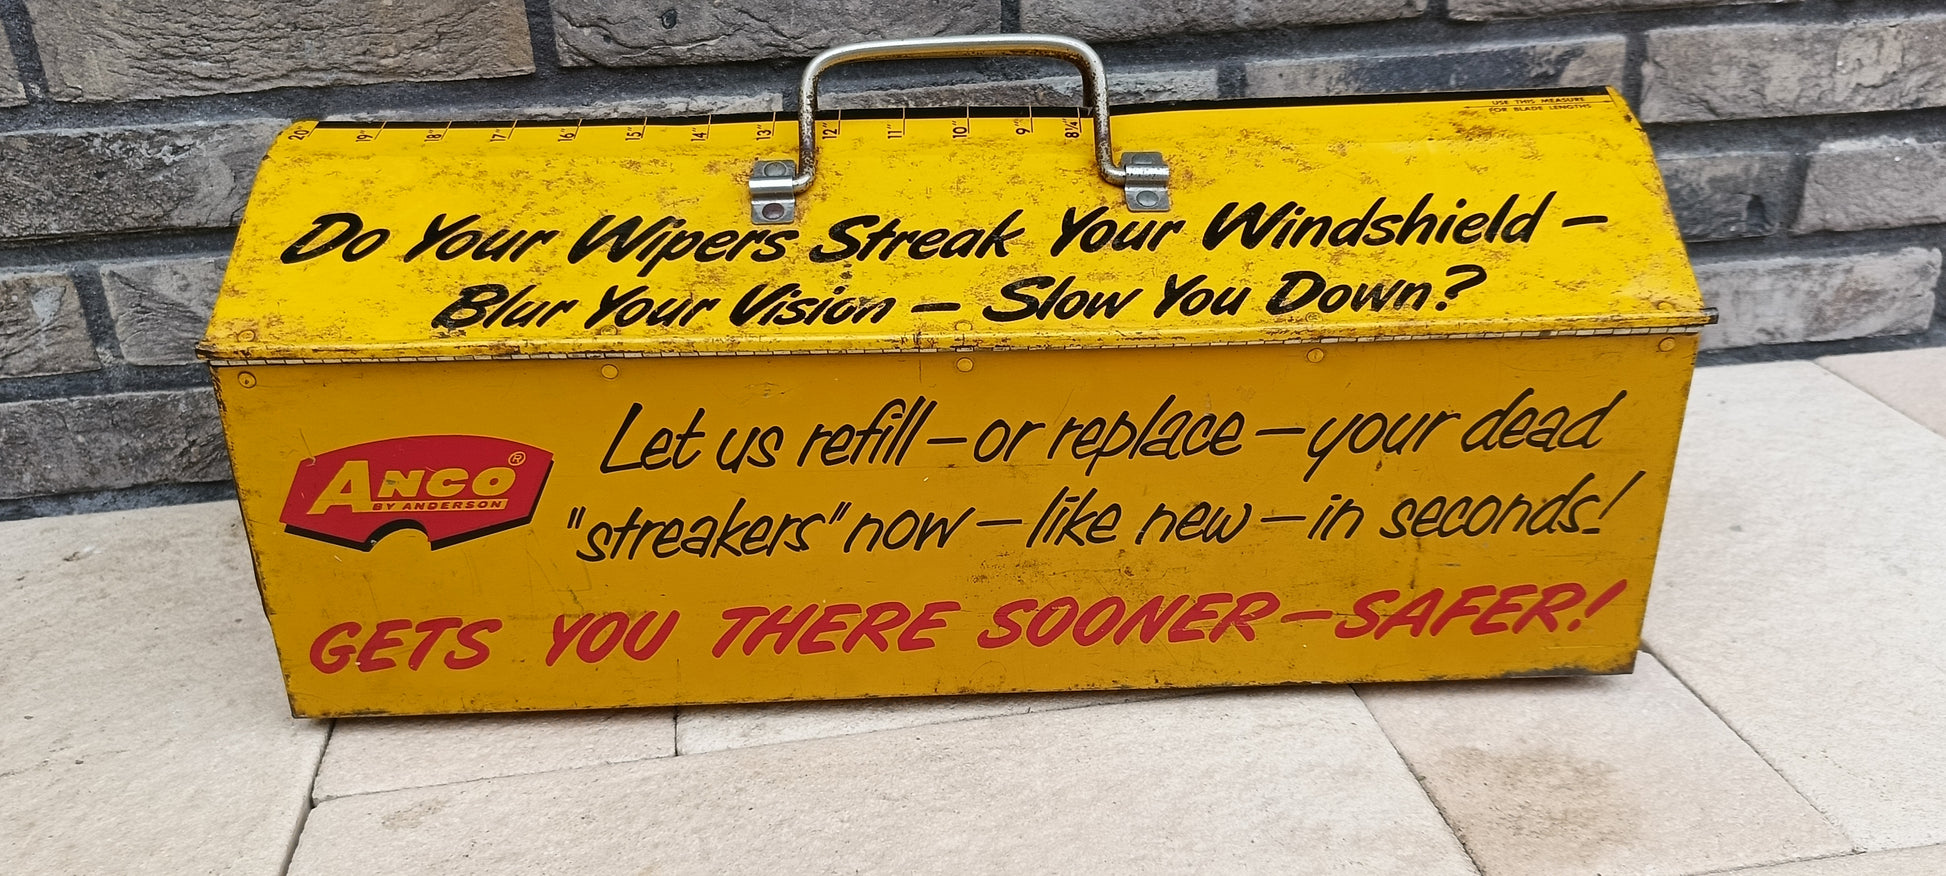 20" 19" 18" 17" 16" 15" 14" 13" 12" 11" 10" 9" 8¼"
USE THIS MEASURE
FOR BLADE LENGTHS
Do Your Wipers Streak Your Windshield –
Blur Your Vision – Slow You Down?
ANCO ®
BY ANDERSON
Let us refill – or replace – your dead
"streakers" now – like new – in seconds!
GETS YOU THERE SOONER – SAFER!